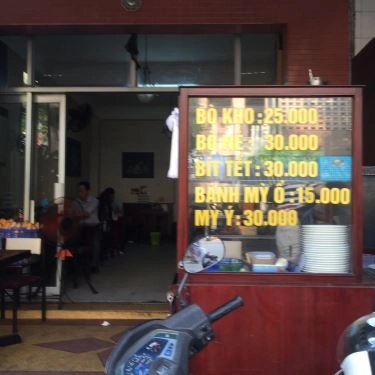 BÒ KHO : 25.000
BÒ NÉ : 30.000
BÍT TẾT : 30.000
BÁNH MỲ Ổ : 15.000
MỲ Ý : 30.000